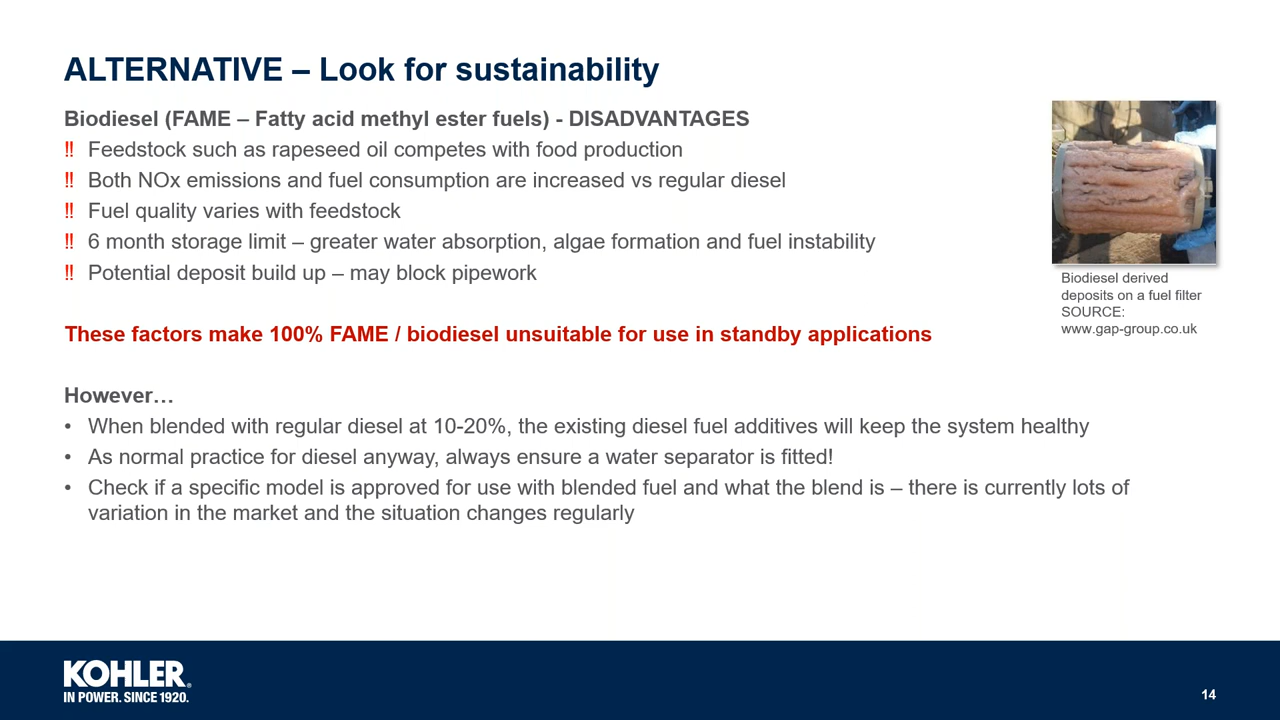 ALTERNATIVE – Look for sustainability
Biodiesel (FAME – Fatty acid methyl ester fuels) - DISADVANTAGES
‼ Feedstock such as rapeseed oil competes with food production
‼ Both NOx emissions and fuel consumption are increased vs regular diesel
‼ Fuel quality varies with feedstock
‼ 6 month storage limit – greater water absorption, algae formation and fuel instability
‼ Potential deposit build up – may block pipework
Biodiesel derived
deposits on a fuel filter
SOURCE:
www.gap-group.co.uk
These factors make 100% FAME / biodiesel unsuitable for use in standby applications
However…
• When blended with regular diesel at 10-20%, the existing diesel fuel additives will keep the system healthy
• As normal practice for diesel anyway, always ensure a water separator is fitted!
• Check if a specific model is approved for use with blended fuel and what the blend is – there is currently lots of
variation in the market and the situation changes regularly
KOHLER®
IN POWER. SINCE 1920.
14